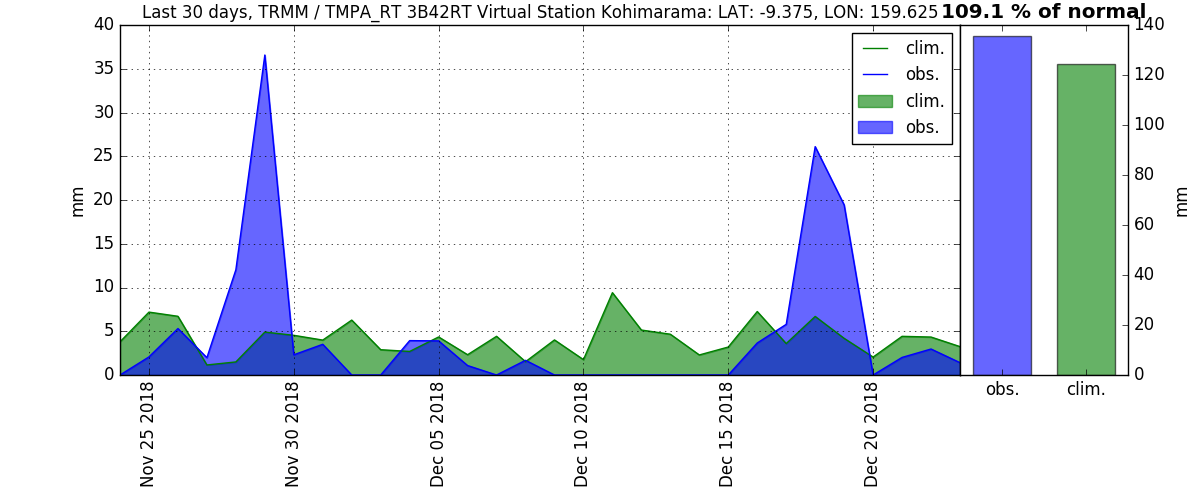 Last 30 days, TRMM / TMPA_RT 3B42RT Virtual Station Kohimarama: LAT: -9.375, LON: 159.625
109.1 % of normal
40
35
30
25
20
15
10
5
0
mm
clim.
obs.
clim.
obs.
Nov 25 2018
Nov 30 2018
Dec 05 2018
Dec 10 2018
Dec 15 2018
Dec 20 2018
140
120
100
80
60
40
20
0
mm
obs.
clim.